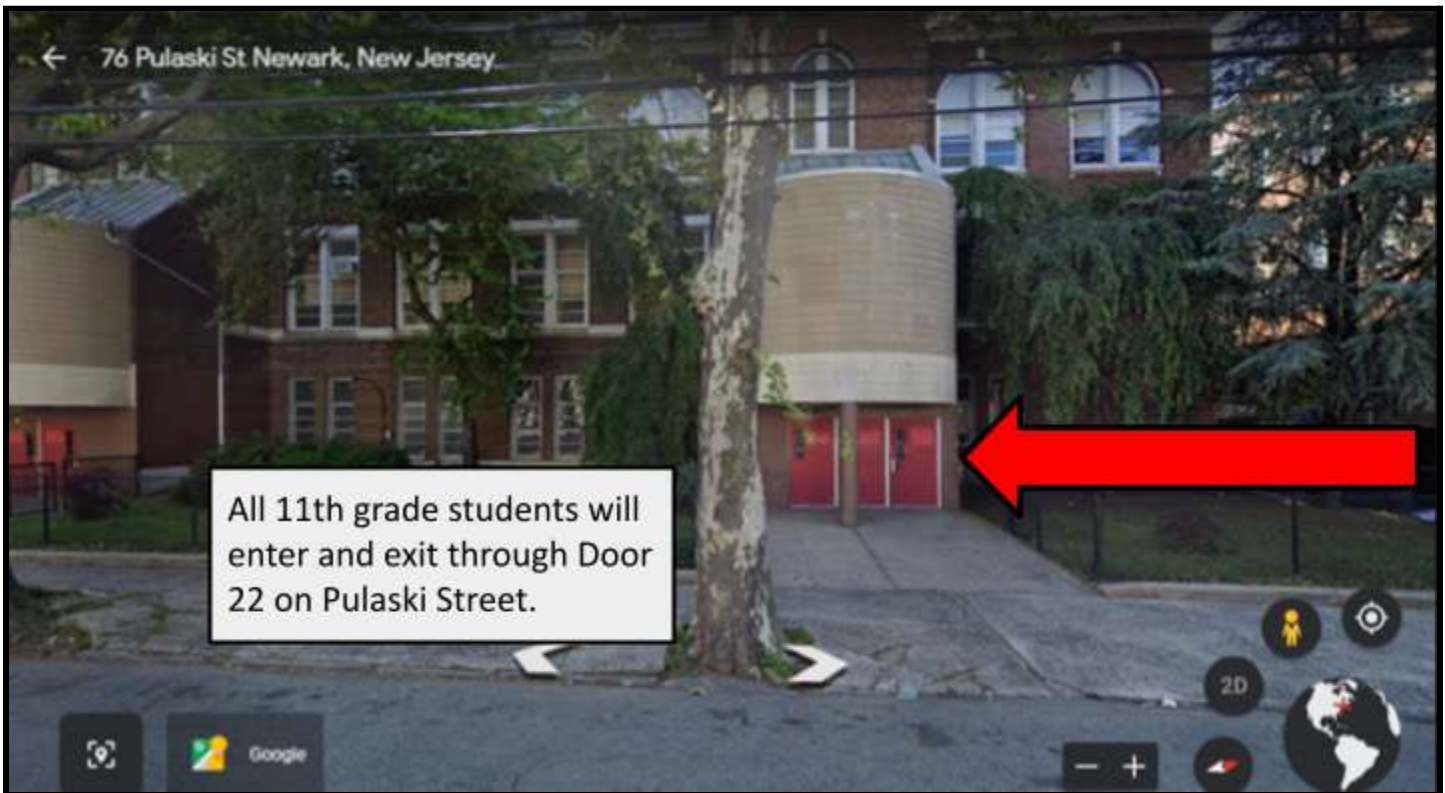 76 Pulaski St Newark, New Jersey
All 11th grade students will
enter and exit through Door
22 on Pulaski Street.
2D
Google